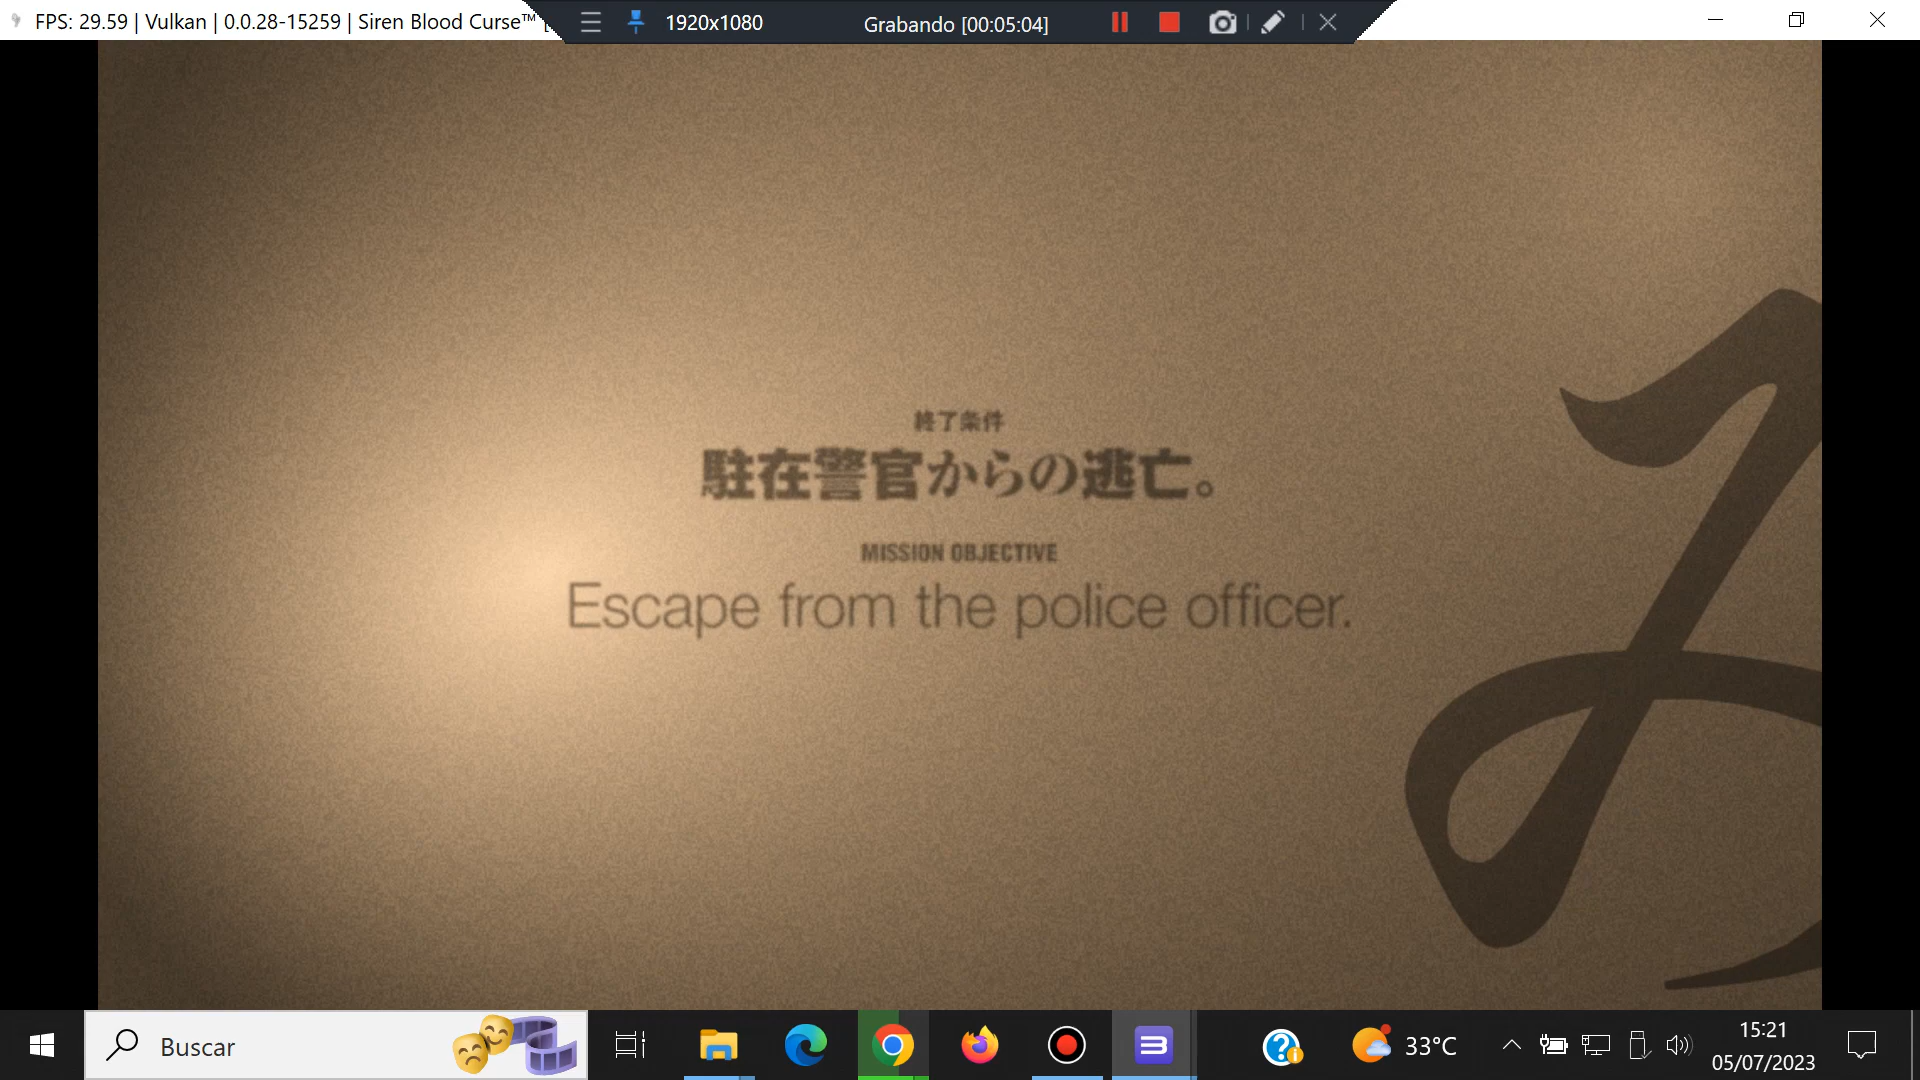 FPS: 29.59 | Vulkan | 0.0.28-15259 | Siren Blood Curse™ [
1920x1080
Grabando [00:05:04]
終了条件
駐在警官からの逃亡。
MISSION OBJECTIVE
Escape from the police officer.
Buscar
33°C
15:21
05/07/2023